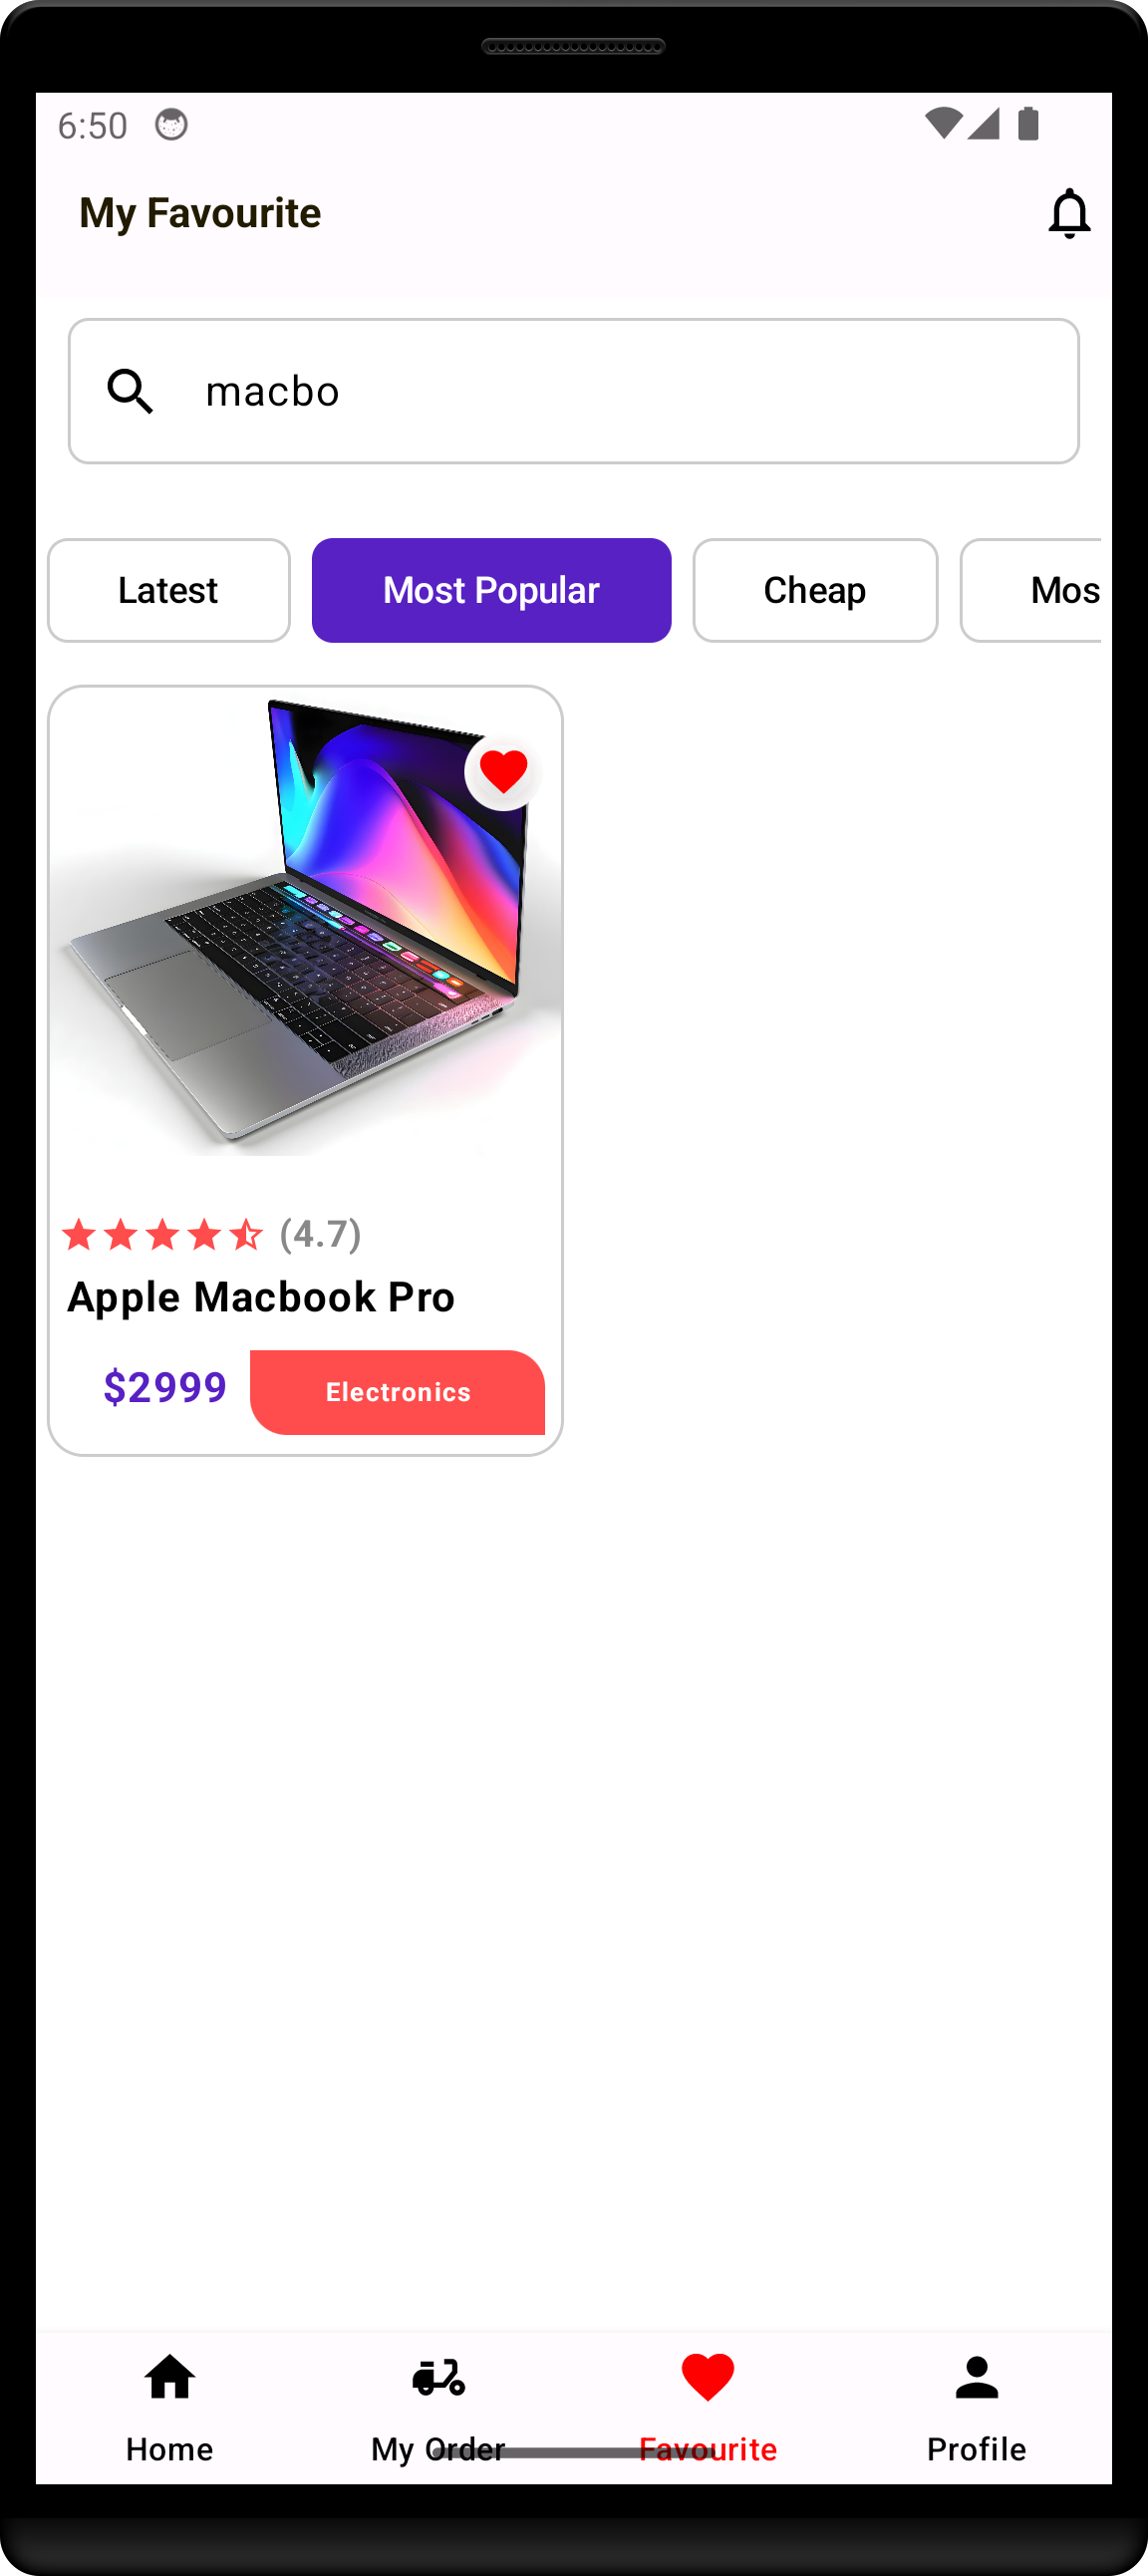 6:50
My Favourite
macbo
Latest Most Popular Cheap Mos
(4.7)
Apple Macbook Pro
$2999 Electronics
Home My Order Favourite Profile